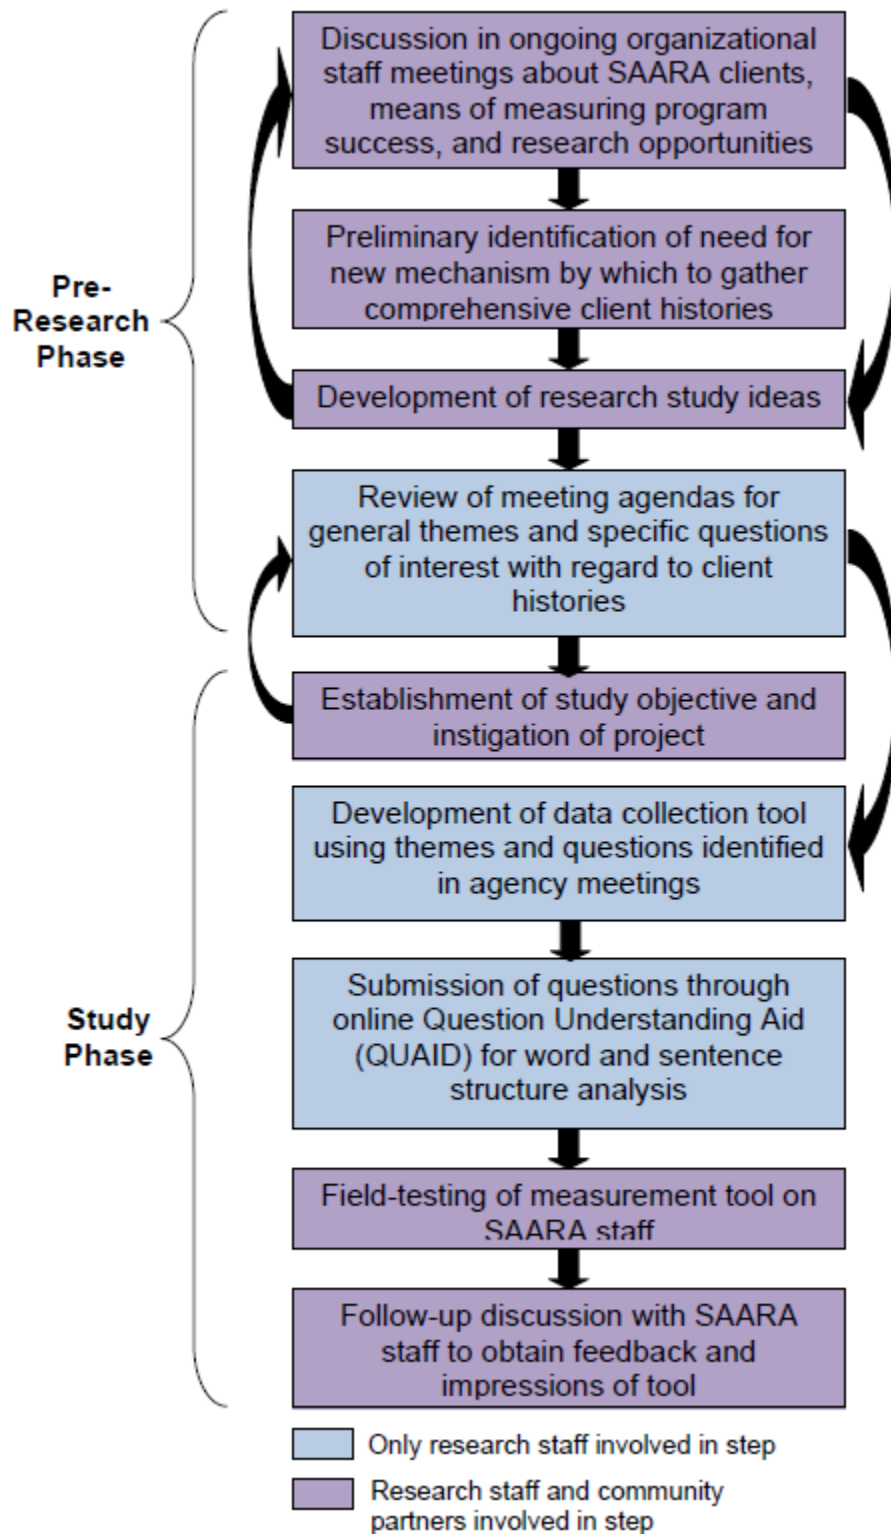 Discussion in ongoing organizational
staff meetings about SAARA clients,
means of measuring program
success, and research opportunities
Preliminary identification of need for
new mechanism by which to gather
comprehensive client histories
Pre-
Research
Phase
Development of research study ideas
Review of meeting agendas for
general themes and specific questions
of interest with regard to client
histories
Establishment of study objective and
instigation of project
Development of data collection tool
using themes and questions identified
in agency meetings
Study
Phase
Submission of questions through
online Question Understanding Aid
(QUAID) for word and sentence
structure analysis
Field-testing of measurement tool on
SAARA staff
Follow-up discussion with SAARA
staff to obtain feedback and
impressions of tool
Only research staff involved in step
Research staff and community
partners involved in step